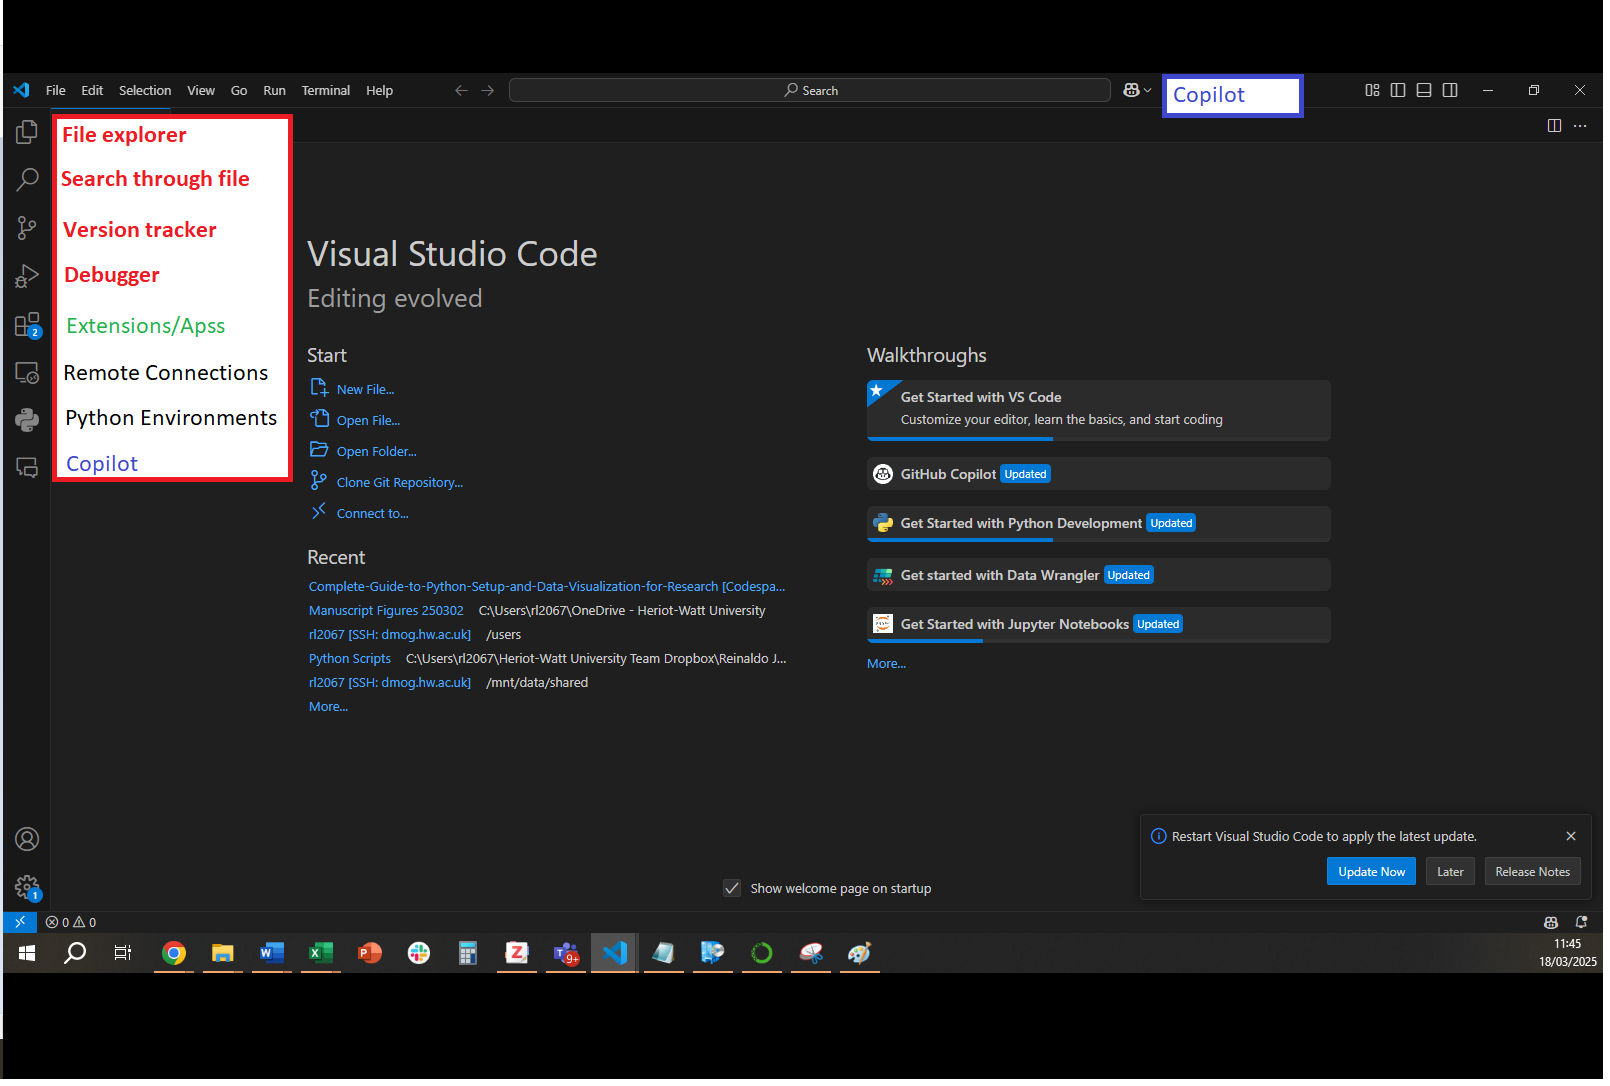 File Edit Selection View Go Run Terminal Help
Search
Copilot
File explorer
Search through file
Version tracker
Debugger
Extensions/Apss
2
Remote Connections
Python Environments
Copilot
Visual Studio Code
Editing evolved
Start
New File...
Open File...
Open Folder...
Clone Git Repository...
Connect to...
Recent
Complete-Guide-to-Python-Setup-and-Data-Visualization-for-Research [Codespa...
Manuscript Figures 250302 C:\Users\rl2067\OneDrive - Heriot-Watt University
rl2067 [SSH: dmog.hw.ac.uk] /users
Python Scripts C:\Users\rl2067\Heriot-Watt University Team Dropbox\Reinaldo J...
rl2067 [SSH: dmog.hw.ac.uk] /mnt/data/shared
More...
Walkthroughs
Get Started with VS Code
Customize your editor, learn the basics, and start coding
GitHub Copilot Updated
Get Started with Python Development Updated
Get started with Data Wrangler Updated
Get Started with Jupyter Notebooks Updated
More...
Restart Visual Studio Code to apply the latest update.
Update Now Later Release Notes
Show welcome page on startup
1
0 0
W X P Z T 9+
11:45
18/03/2025